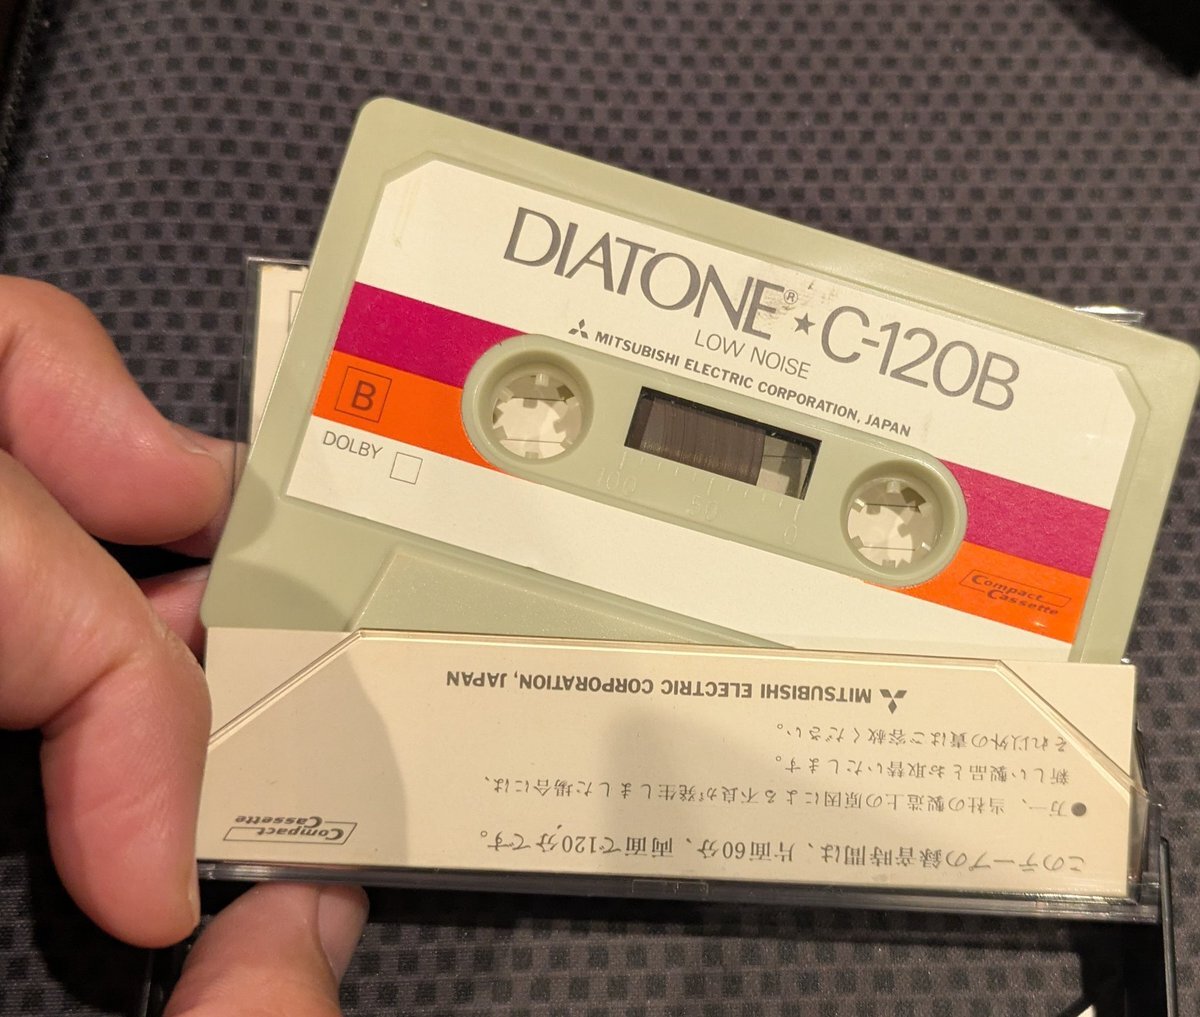 DIATONE® ★ C-120B
LOW NOISE
MITSUBISHI ELECTRIC CORPORATION, JAPAN
B
DOLBY
100 50 0
Compact
Cassette
このテープの録音時間は、片面60分、両面で120分です。
●万一、当社の製造上の原因による不良が発生しました場合には、
新しい製品とお取替いたします。
それ以外の責はご容赦ください。
MITSUBISHI ELECTRIC CORPORATION, JAPAN
Compact
Cassette